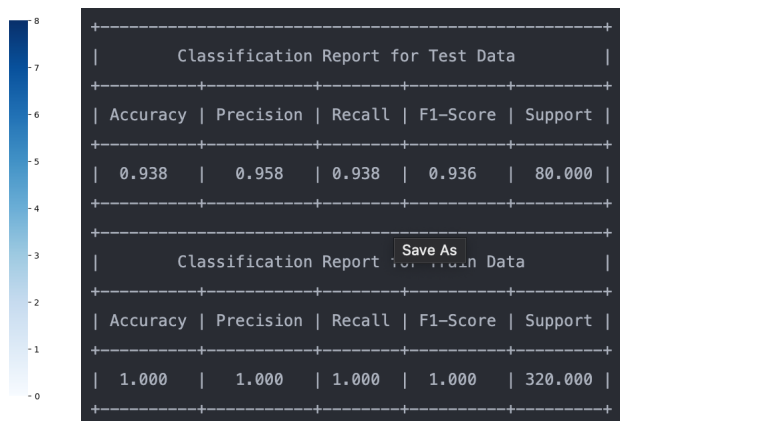 8
7
6
5
4
3
2
1
0
+----------------------------------------------------+
| Classification Report for Test Data |
+----------+-----------+--------+----------+---------+
| Accuracy | Precision | Recall | F1-Score | Support |
+----------+-----------+--------+----------+---------+
| 0.938 | 0.958 | 0.938 | 0.936 | 80.000 |
+----------+-----------+--------+----------+---------+
+----------------------------------------------------+
Save As
| Classification Report for Train Data |
+----------+-----------+--------+----------+---------+
| Accuracy | Precision | Recall | F1-Score | Support |
+----------+-----------+--------+----------+---------+
| 1.000 | 1.000 | 1.000 | 1.000 | 320.000 |
+----------+-----------+--------+----------+---------+